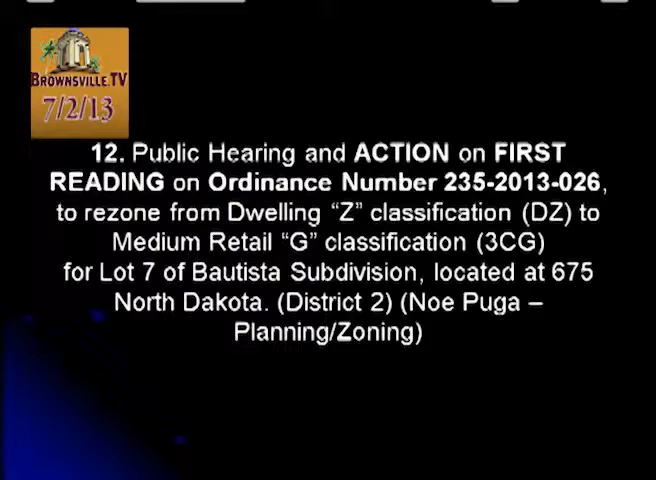 BROWNSVILLE.TV
7/2/13
12. Public Hearing and ACTION on FIRST
READING on Ordinance Number 235-2013-026,
to rezone from Dwelling “Z” classification (DZ) to
Medium Retail “G” classification (3CG)
for Lot 7 of Bautista Subdivision, located at 675
North Dakota. (District 2) (Noe Puga –
Planning/Zoning)